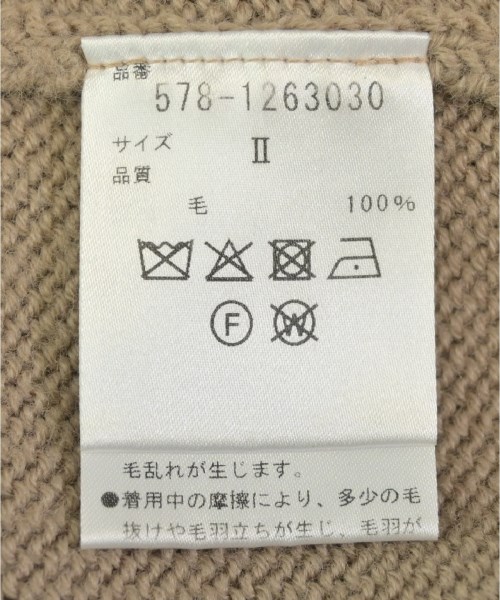 品番
578-1263030
サイズ Ⅱ
品質
毛 100%
F W
毛乱れが生じます。
●着用中の摩擦により、多少の毛
抜けや毛羽立ちが生じ、毛羽が